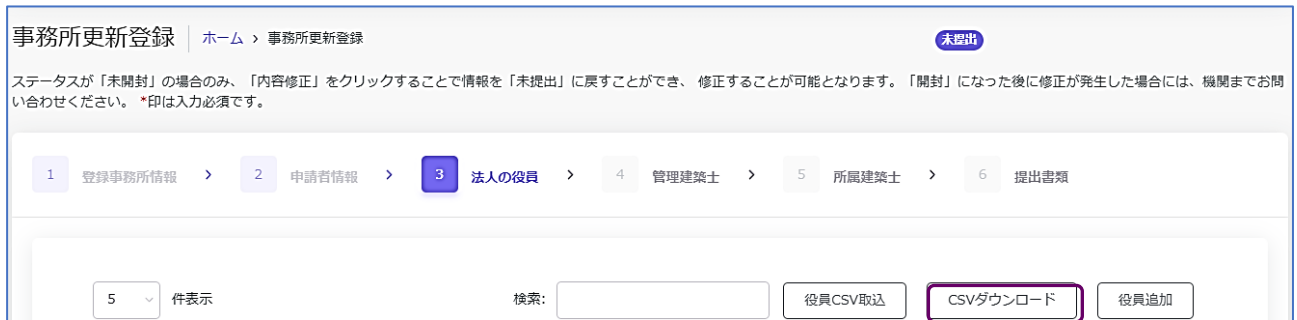 事務所更新登録 ホーム > 事務所更新登録 未提出
ステータスが「未開封」の場合のみ、「内容修正」をクリックすることで情報を「未提出」に戻すことができ、 修正することが可能となります。「開封」になった後に修正が発生した場合には、機関までお問
い合わせください。 *印は入力必須です。
1 登録事務所情報 > 2 申請者情報 > 3 法人の役員 > 4 管理建築士 > 5 所属建築士 > 6 提出書類
5 件表示 検索: 役員CSV取込 CSVダウンロード 役員追加